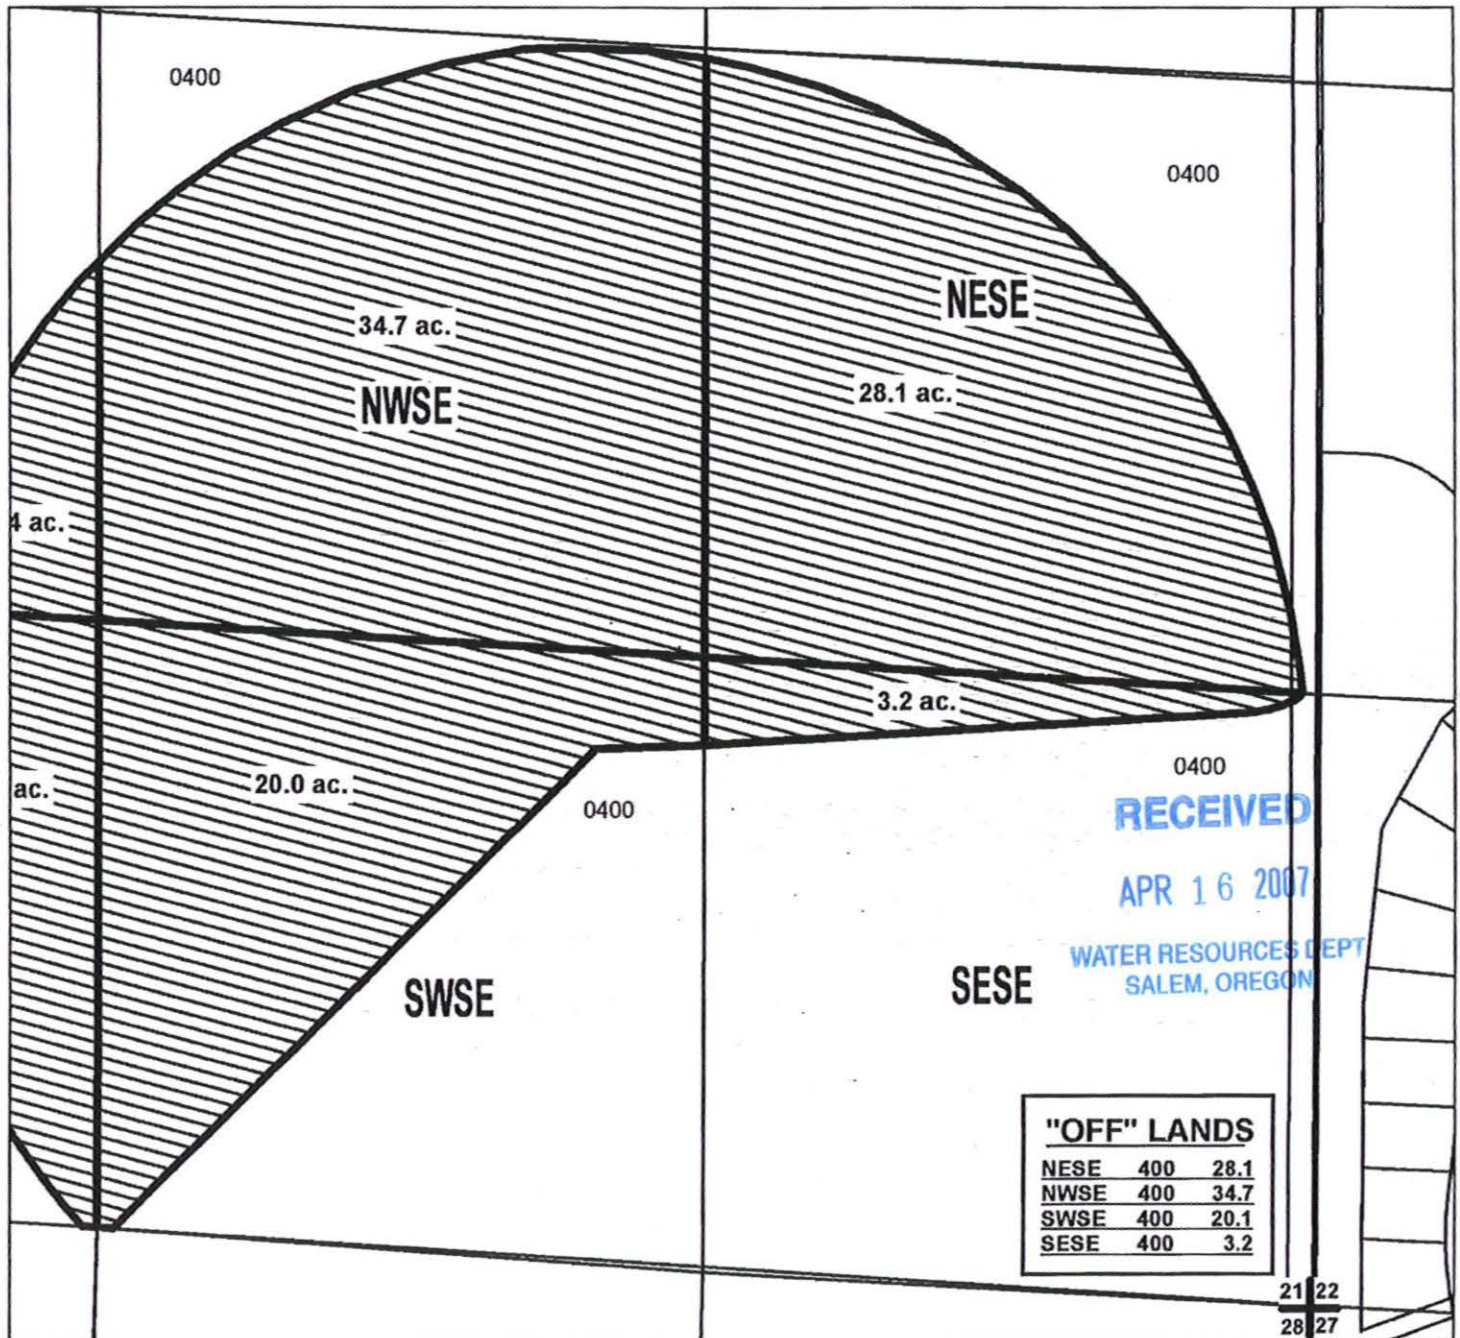 0400
0400
NESE
34.7 ac.
NWSE
28.1 ac.
4 ac.
3.2 ac.
20.0 ac.
ac.
0400
0400
RECEIVED
APR 16 2007
WATER RESOURCES DEPT
SALEM, OREGON
SWSE
SESE
"OFF" LANDS
NESE 400 28.1
NWSE 400 34.7
SWSE 400 20.1
SESE 400 3.2
21 22
28 27